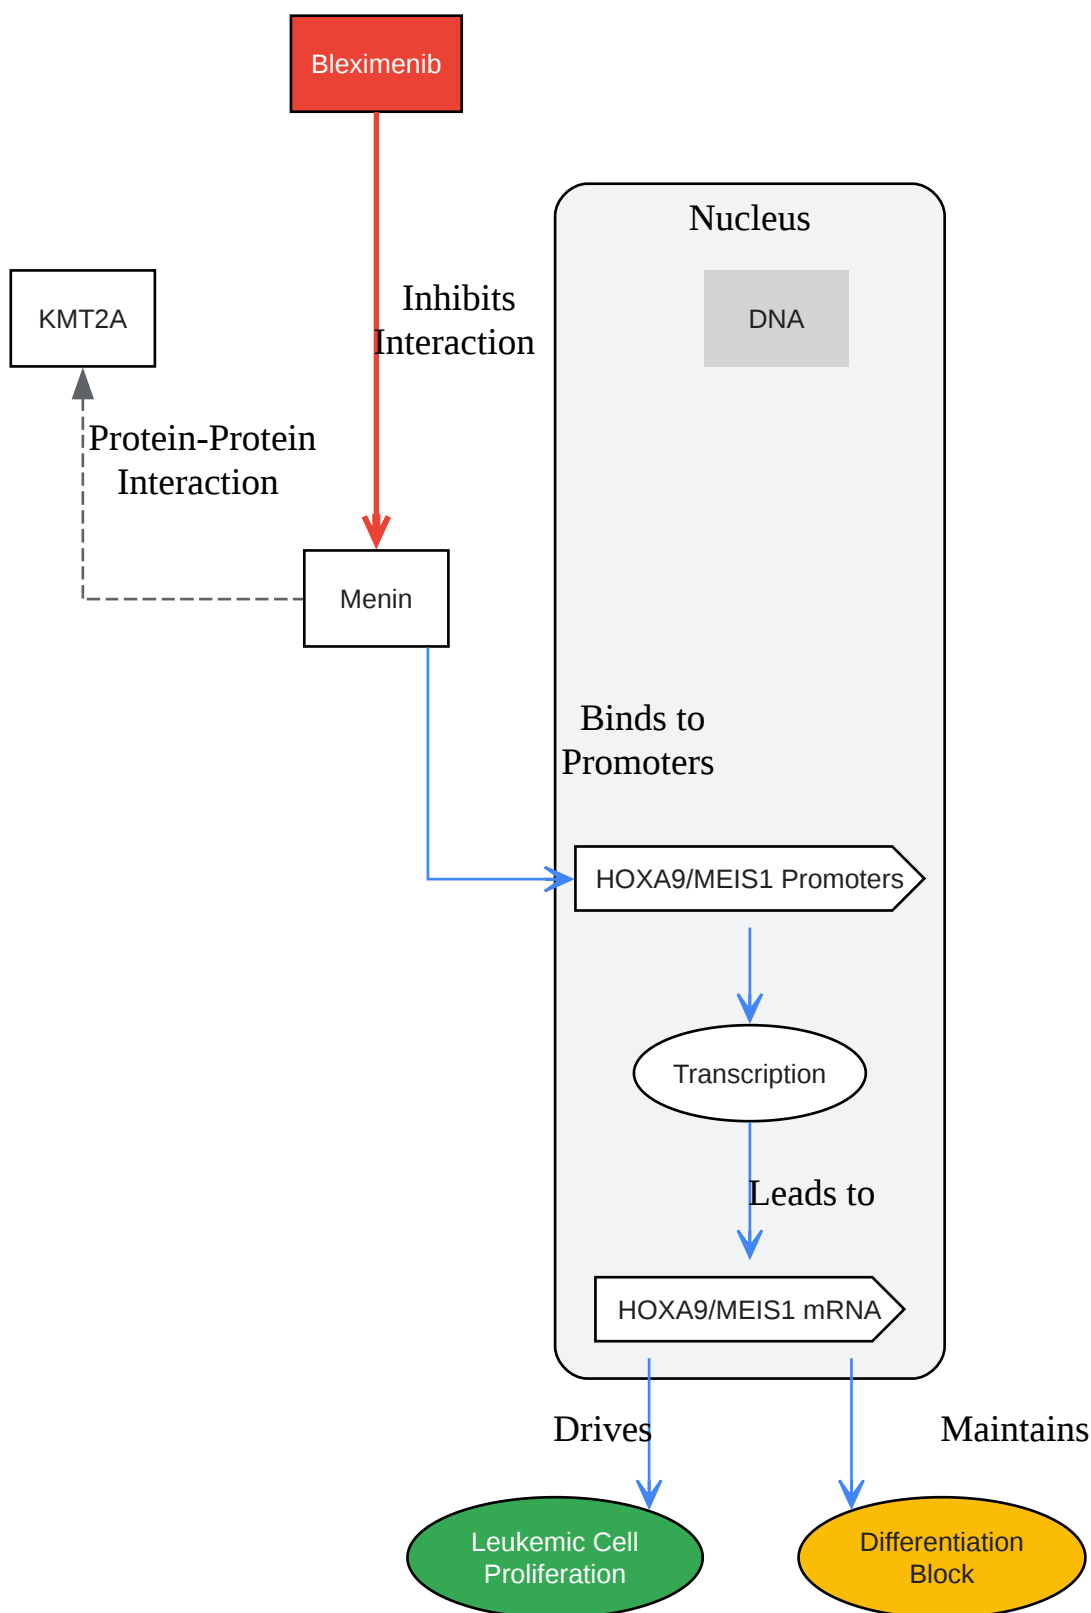 Bleximenib
Nucleus
KMT2A
Inhibits
Interaction
DNA
Protein-Protein
Interaction
Menin
Binds to
Promoters
HOXA9/MEIS1 Promoters
Transcription
Leads to
HOXA9/MEIS1 mRNA
Drives
Maintains
Leukemic Cell
Proliferation
Differentiation
Block